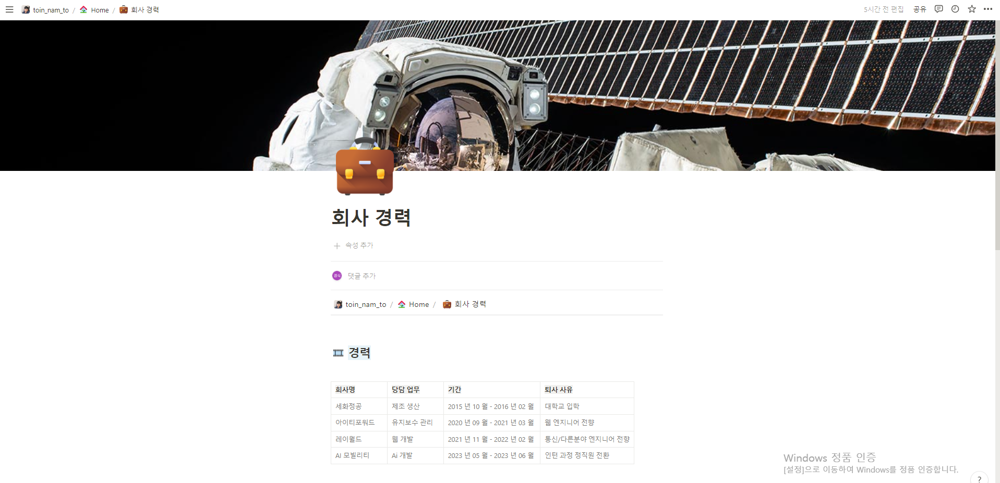 toin_nam_to / Home / 회사 경력
5시간 전 편집 공유
회사 경력
속성 추가
경식 댓글 추가
toin_nam_to / Home / 회사 경력
경력
회사명 당담 업무 기간 퇴사 사유
세화정공 제조 생산 2015 년 10 월 - 2016 년 02 월 대학교 입학
아이티포워드 유지보수 관리 2020 년 09 월 - 2021 년 03 월 웹 엔지니어 전향
레이월드 웹 개발 2021 년 11 월 - 2022 년 02 월 통신/다른분야 엔지니어 전향
AI 모빌리티 Ai 개발 2023 년 05 월 - 2023 년 06 월 인턴 과정 정직원 전환
Windows 정품 인증
[설정]으로 이동하여 Windows를 정품 인증합니다.
?